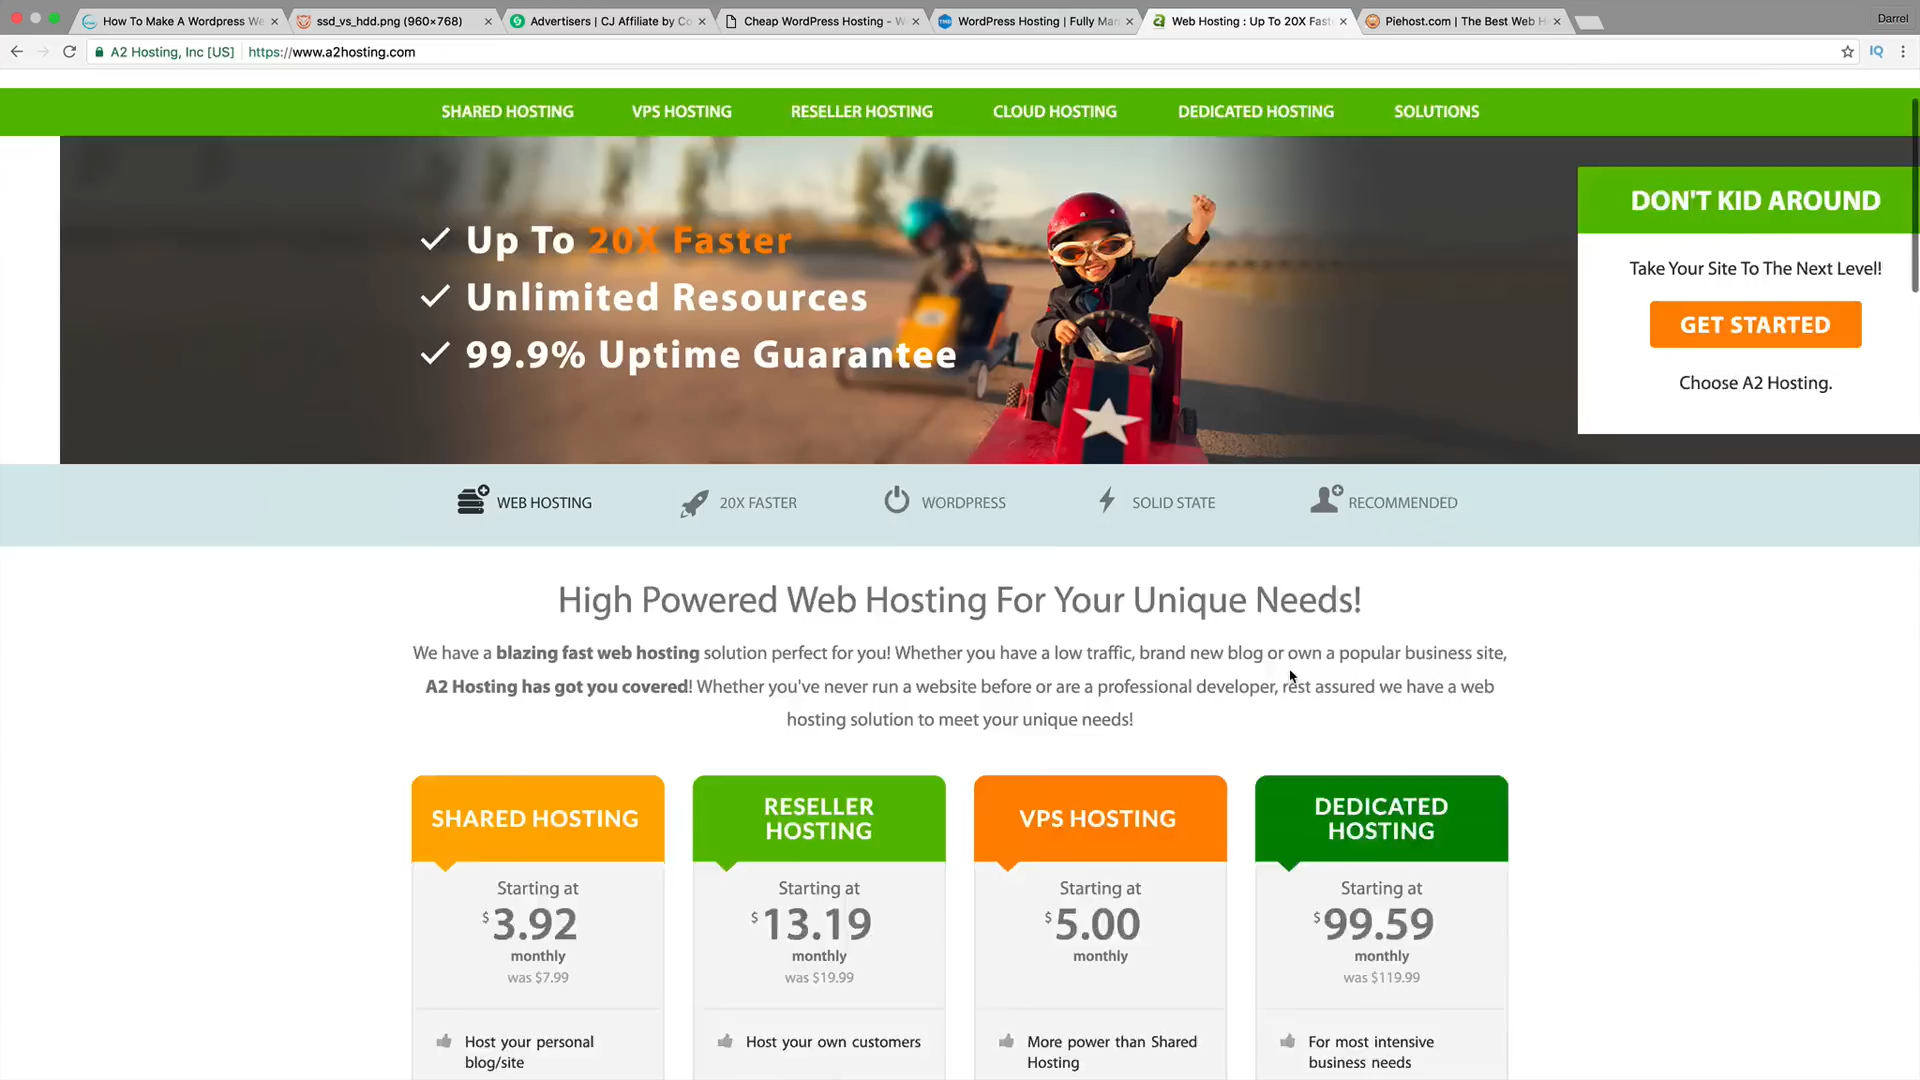 How To Make A Wordpress We
ssd_vs_hdd.png (960×768)
Advertisers | CJ Affiliate by Co
Cheap WordPress Hosting - W
WordPress Hosting | Fully Man
Web Hosting : Up To 20X Fast
Piehost.com | The Best Web H
Darrel
A2 Hosting, Inc [US]
https://www.a2hosting.com
IQ
SHARED HOSTING
VPS HOSTING
RESELLER HOSTING
CLOUD HOSTING
DEDICATED HOSTING
SOLUTIONS
Up To 20X Faster
Unlimited Resources
99.9% Uptime Guarantee
DON'T KID AROUND
Take Your Site To The Next Level!
GET STARTED
Choose A2 Hosting.
WEB HOSTING
20X FASTER
WORDPRESS
SOLID STATE
RECOMMENDED
High Powered Web Hosting For Your Unique Needs!
We have a blazing fast web hosting solution perfect for you! Whether you have a low traffic, brand new blog or own a popular business site,
A2 Hosting has got you covered! Whether you've never run a website before or are a professional developer, rest assured we have a web
hosting solution to meet your unique needs!
SHARED HOSTING
Starting at
$3.92
monthly
was $7.99
Host your personal
blog/site
RESELLER
HOSTING
Starting at
$13.19
monthly
was $19.99
Host your own customers
VPS HOSTING
Starting at
$5.00
monthly
More power than Shared
Hosting
DEDICATED
HOSTING
Starting at
$99.59
monthly
was $119.99
For most intensive
business needs